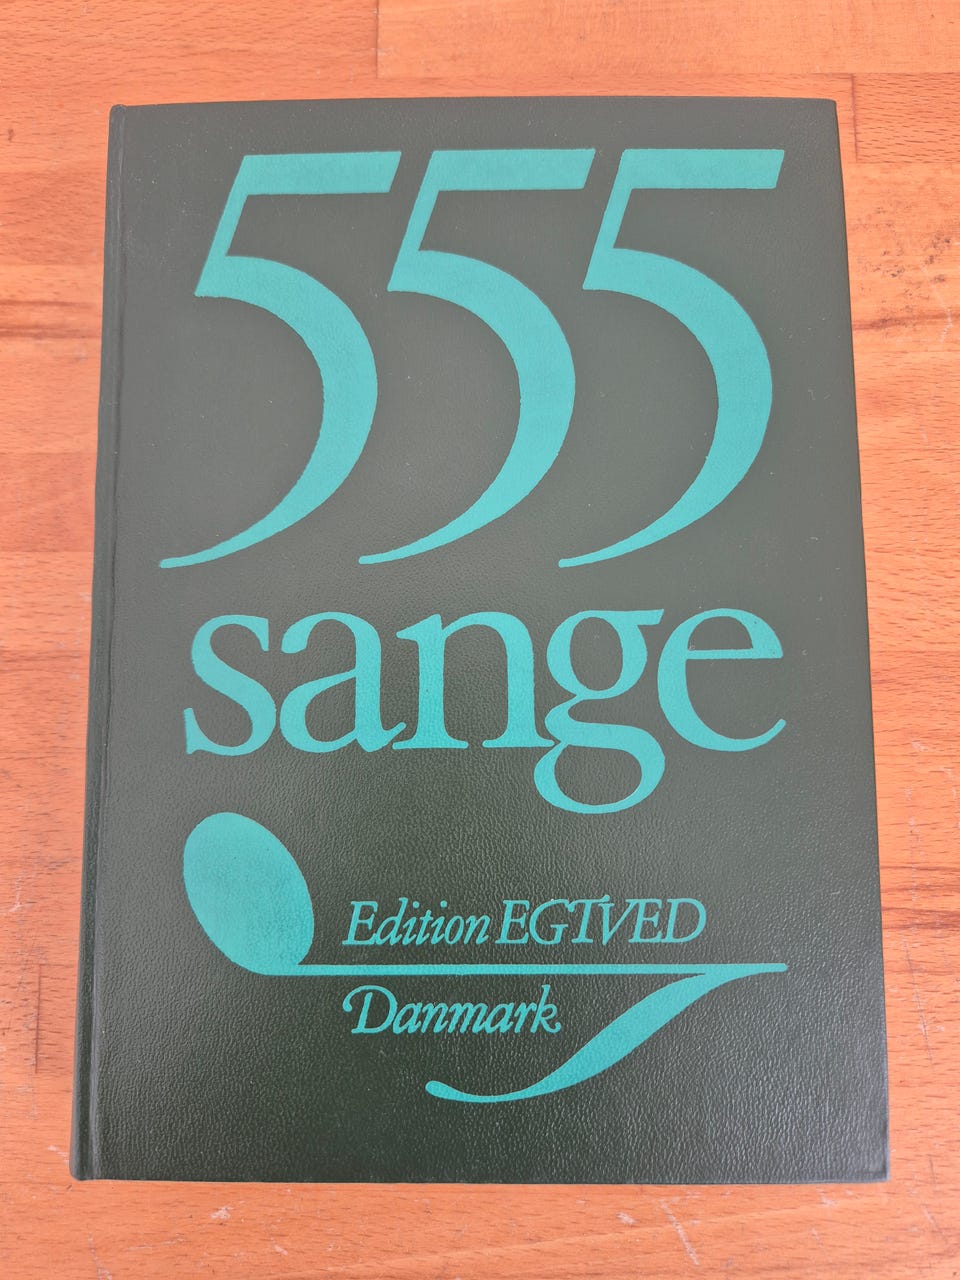 555
sange
Edition EGTVED
Danmark